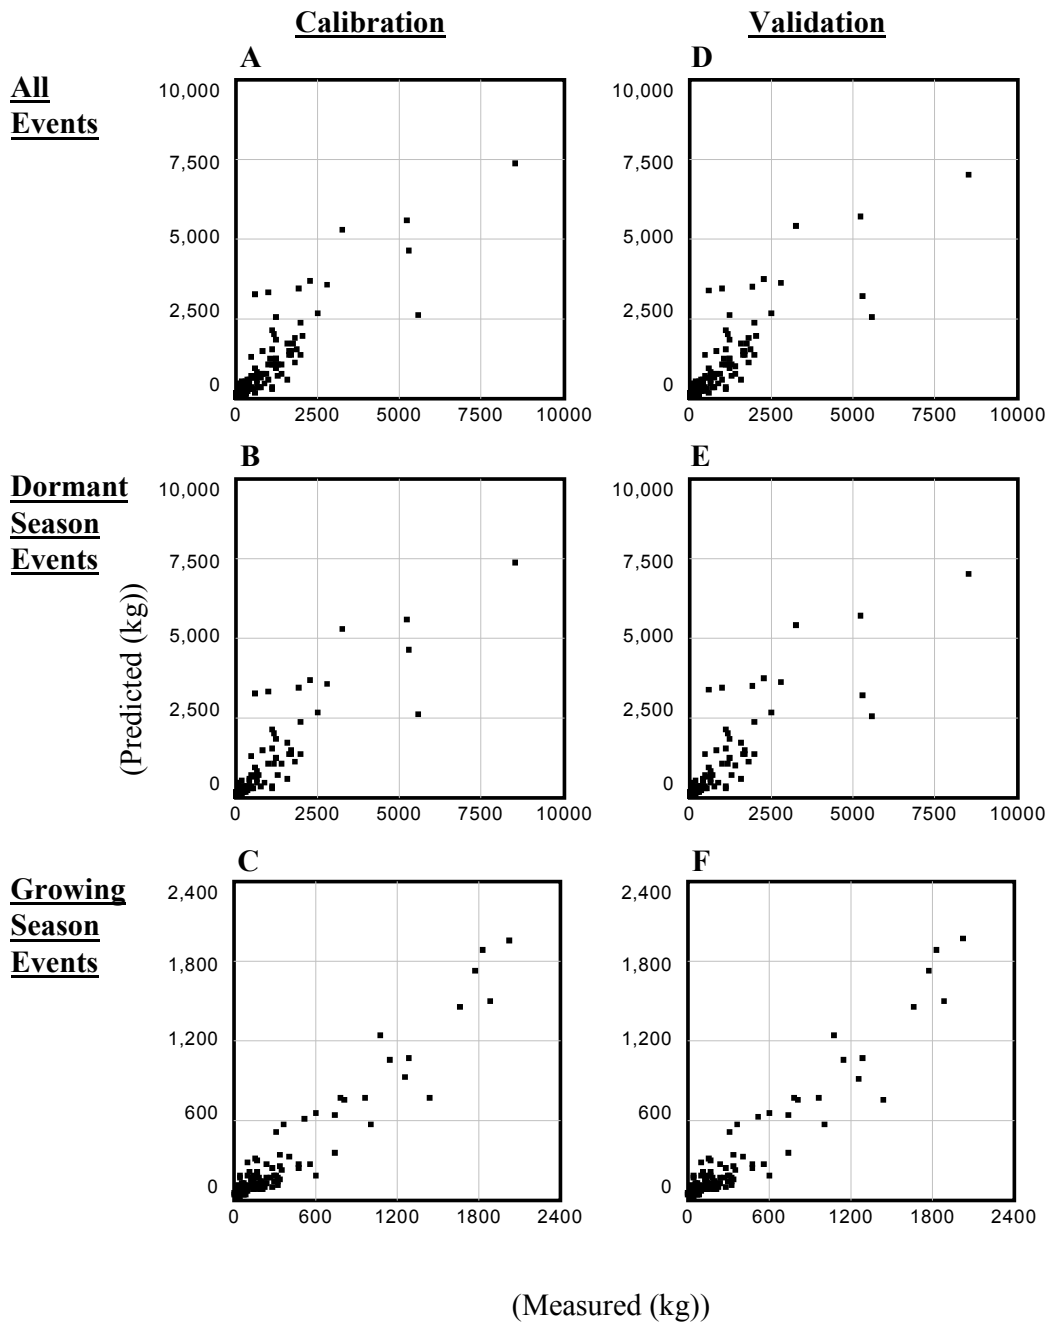 Calibration
Validation
A
D
All
Events
10,000
7,500
5,000
2,500
0
0 2500 5000 7500 10000
10,000
7,500
5,000
2,500
0
0 2500 5000 7500 10000
B
E
Dormant
Season
Events
(Predicted (kg))
10,000
7,500
5,000
2,500
0
0 2500 5000 7500 10000
10,000
7,500
5,000
2,500
0
0 2500 5000 7500 10000
C
F
Growing
Season
Events
2,400
1,800
1,200
600
0
0 600 1200 1800 2400
2,400
1,800
1,200
600
0
0 600 1200 1800 2400
(Measured (kg))